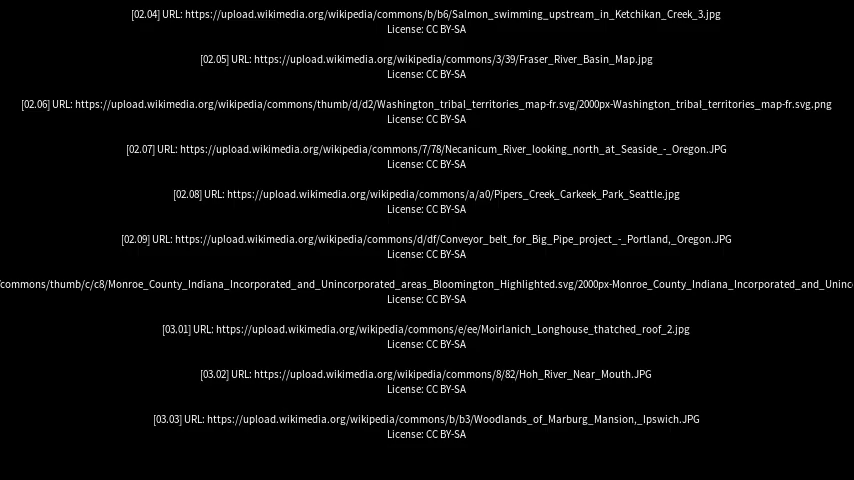 [02.04] URL: https://upload.wikimedia.org/wikipedia/commons/b/b6/Salmon_swimming_upstream_in_Ketchikan_Creek_3.jpg
License: CC BY-SA
[02.05] URL: https://upload.wikimedia.org/wikipedia/commons/3/39/Fraser_River_Basin_Map.jpg
License: CC BY-SA
[02.06] URL: https://upload.wikimedia.org/wikipedia/commons/thumb/d/d2/Washington_tribal_territories_map-fr.svg/2000px-Washington_tribal_territories_map-fr.svg.png
License: CC BY-SA
[02.07] URL: https://upload.wikimedia.org/wikipedia/commons/7/78/Necanicum_River_looking_north_at_Seaside_-_Oregon.JPG
License: CC BY-SA
[02.08] URL: https://upload.wikimedia.org/wikipedia/commons/a/a0/Pipers_Creek_Carkeek_Park_Seattle.jpg
License: CC BY-SA
[02.09] URL: https://upload.wikimedia.org/wikipedia/commons/d/df/Conveyor_belt_for_Big_Pipe_project_-_Portland,_Oregon.JPG
License: CC BY-SA
/commons/thumb/c/c8/Monroe_County_Indiana_Incorporated_and_Unincorporated_areas_Bloomington_Highlighted.svg/2000px-Monroe_County_Indiana_Incorporated_and_Uninc
License: CC BY-SA
[03.01] URL: https://upload.wikimedia.org/wikipedia/commons/e/ee/Moirlanich_Longhouse_thatched_roof_2.jpg
License: CC BY-SA
[03.02] URL: https://upload.wikimedia.org/wikipedia/commons/8/82/Hoh_River_Near_Mouth.JPG
License: CC BY-SA
[03.03] URL: https://upload.wikimedia.org/wikipedia/commons/b/b3/Woodlands_of_Marburg_Mansion,_Ipswich.JPG
License: CC BY-SA